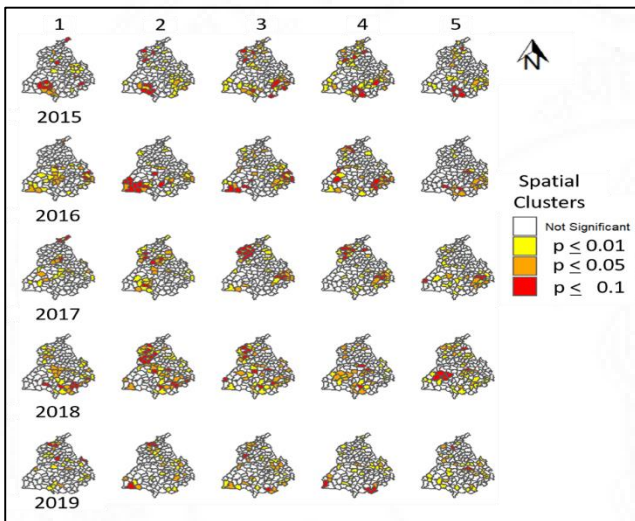 1 2 3 4 5
N
2015
2016
Spatial
Clusters
Not Significant
p ≤ 0.01
p ≤ 0.05
p ≤ 0.1
2017
2018
2019